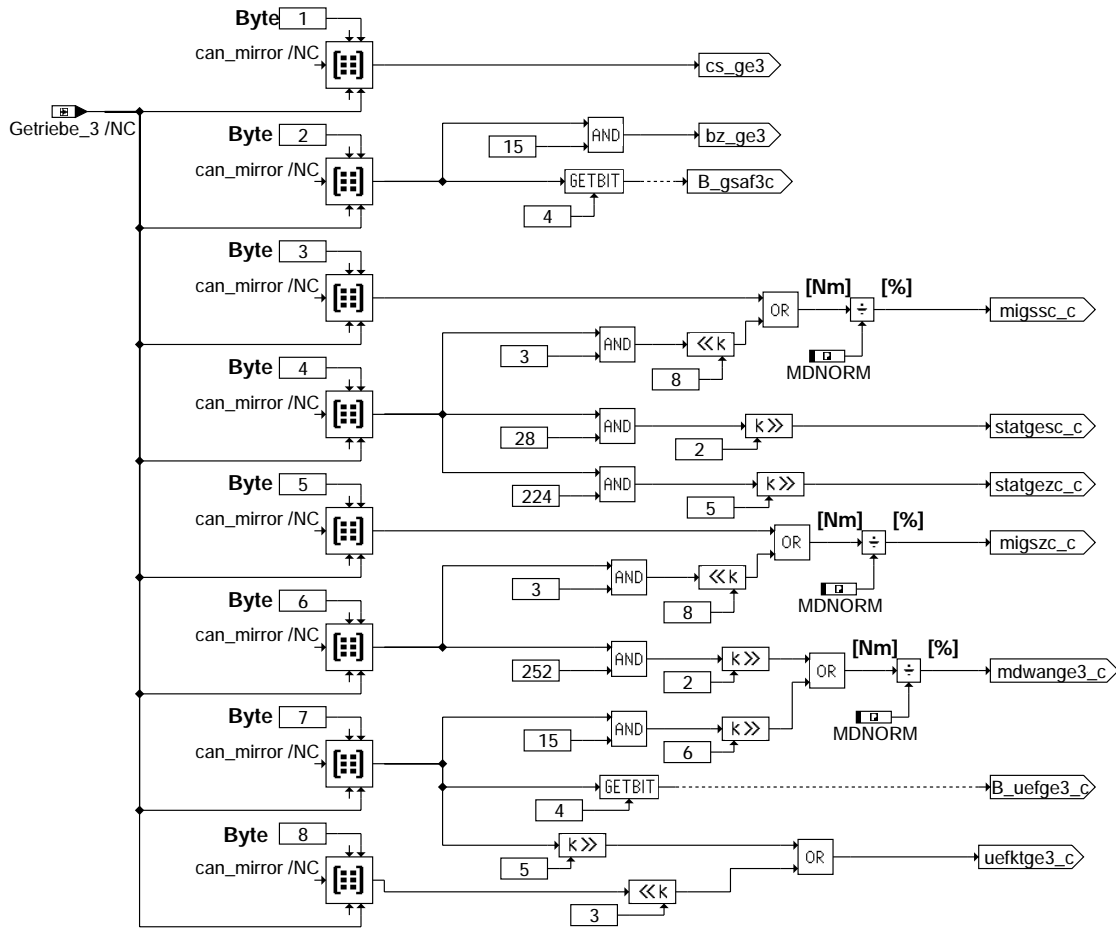 Byte 1
can_mirror /NC
cs_ge3
Getriebe_3 /NC
Byte 2
can_mirror /NC
15
AND
bz_ge3
GETBIT
B_gsaf3c
4
Byte 3
can_mirror /NC
[Nm] [%]
OR
÷
migssc_c
3
AND
≪k
8
MDNORM
Byte 4
can_mirror /NC
28
AND
k≫
2
statgesc_c
224
AND
k≫
5
statgezc_c
Byte 5
can_mirror /NC
[Nm] [%]
OR
÷
migszc_c
3
AND
≪k
8
MDNORM
Byte 6
can_mirror /NC
252
AND
k≫
2
[Nm] [%]
OR
÷
mdwange3_c
MDNORM
Byte 7
can_mirror /NC
15
AND
k≫
6
GETBIT
4
B_uefge3_c
k≫
5
OR
uefktge3_c
Byte 8
can_mirror /NC
≪k
3